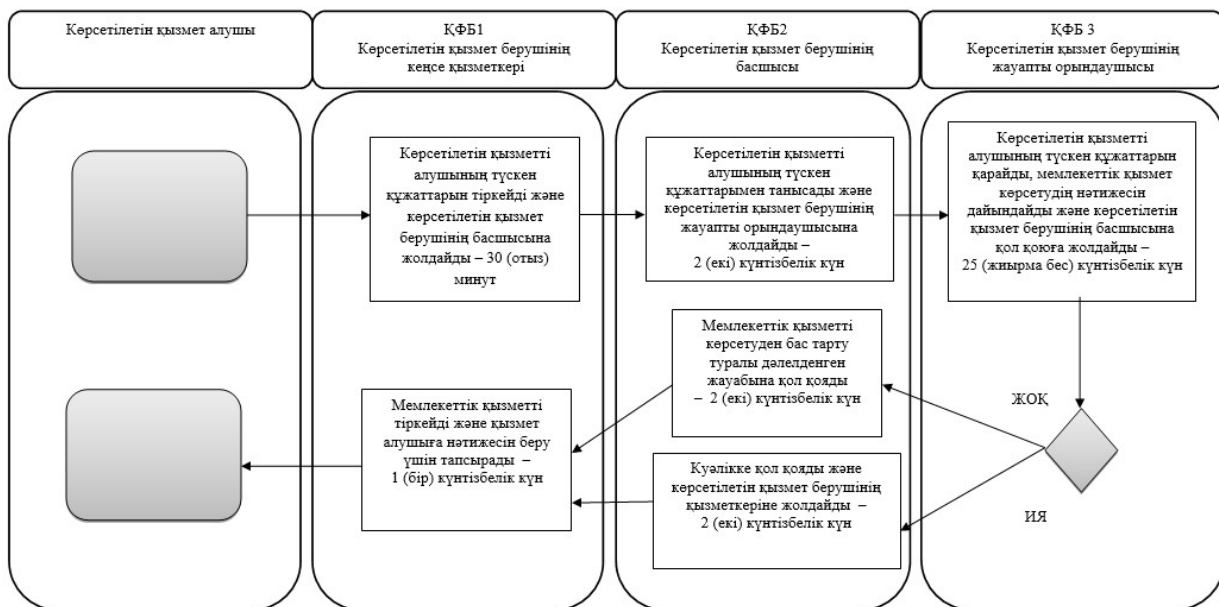 Көрсетілетін қызмет алушы
ҚФБ1
Көрсетілетін қызмет берушінің
кеңсе қызметкері
ҚФБ2
Көрсетілетін қызмет берушінің
басшысы
ҚФБ 3
Көрсетілетін қызмет берушінің
жауапты орындаушысы
Көрсетілетін қызметті
алушының түскен
құжаттарын тіркейді және
көрсетілетін қызмет
берушінің басшысына
жолдайды – 30 (отыз)
минут
Көрсетілетін қызметті
алушының түскен
құжаттарымен танысады және
көрсетілетін қызмет берушінің
жауапты орындаушысына
жолдайды –
2 (екі) күнтізбелік күн
Көрсетілетін қызметті
алушының түскен құжаттарын
қарайды, мемлекеттік қызмет
көрсетудің нәтижесін
дайындайды және көрсетілетін
қызмет берушінің басшысына
қол қоюға жолдайды –
25 (жиырма бес) күнтізбелік күн
Мемлекеттік қызметті
көрсетуден бас тарту
туралы дәлелденген
жауабына қол қояды
– 2 (екі) күнтізбелік күн
ЖОҚ
Мемлекеттік қызметті
тіркейді және қызмет
алушыға нәтижесін беру
үшін тапсырады –
1 (бір) күнтізбелік күн
Куәлікке қол қояды және
көрсетілетін қызмет берушінің
қызметкеріне жолдайды –
2 (екі) күнтізбелік күн
ИЯ